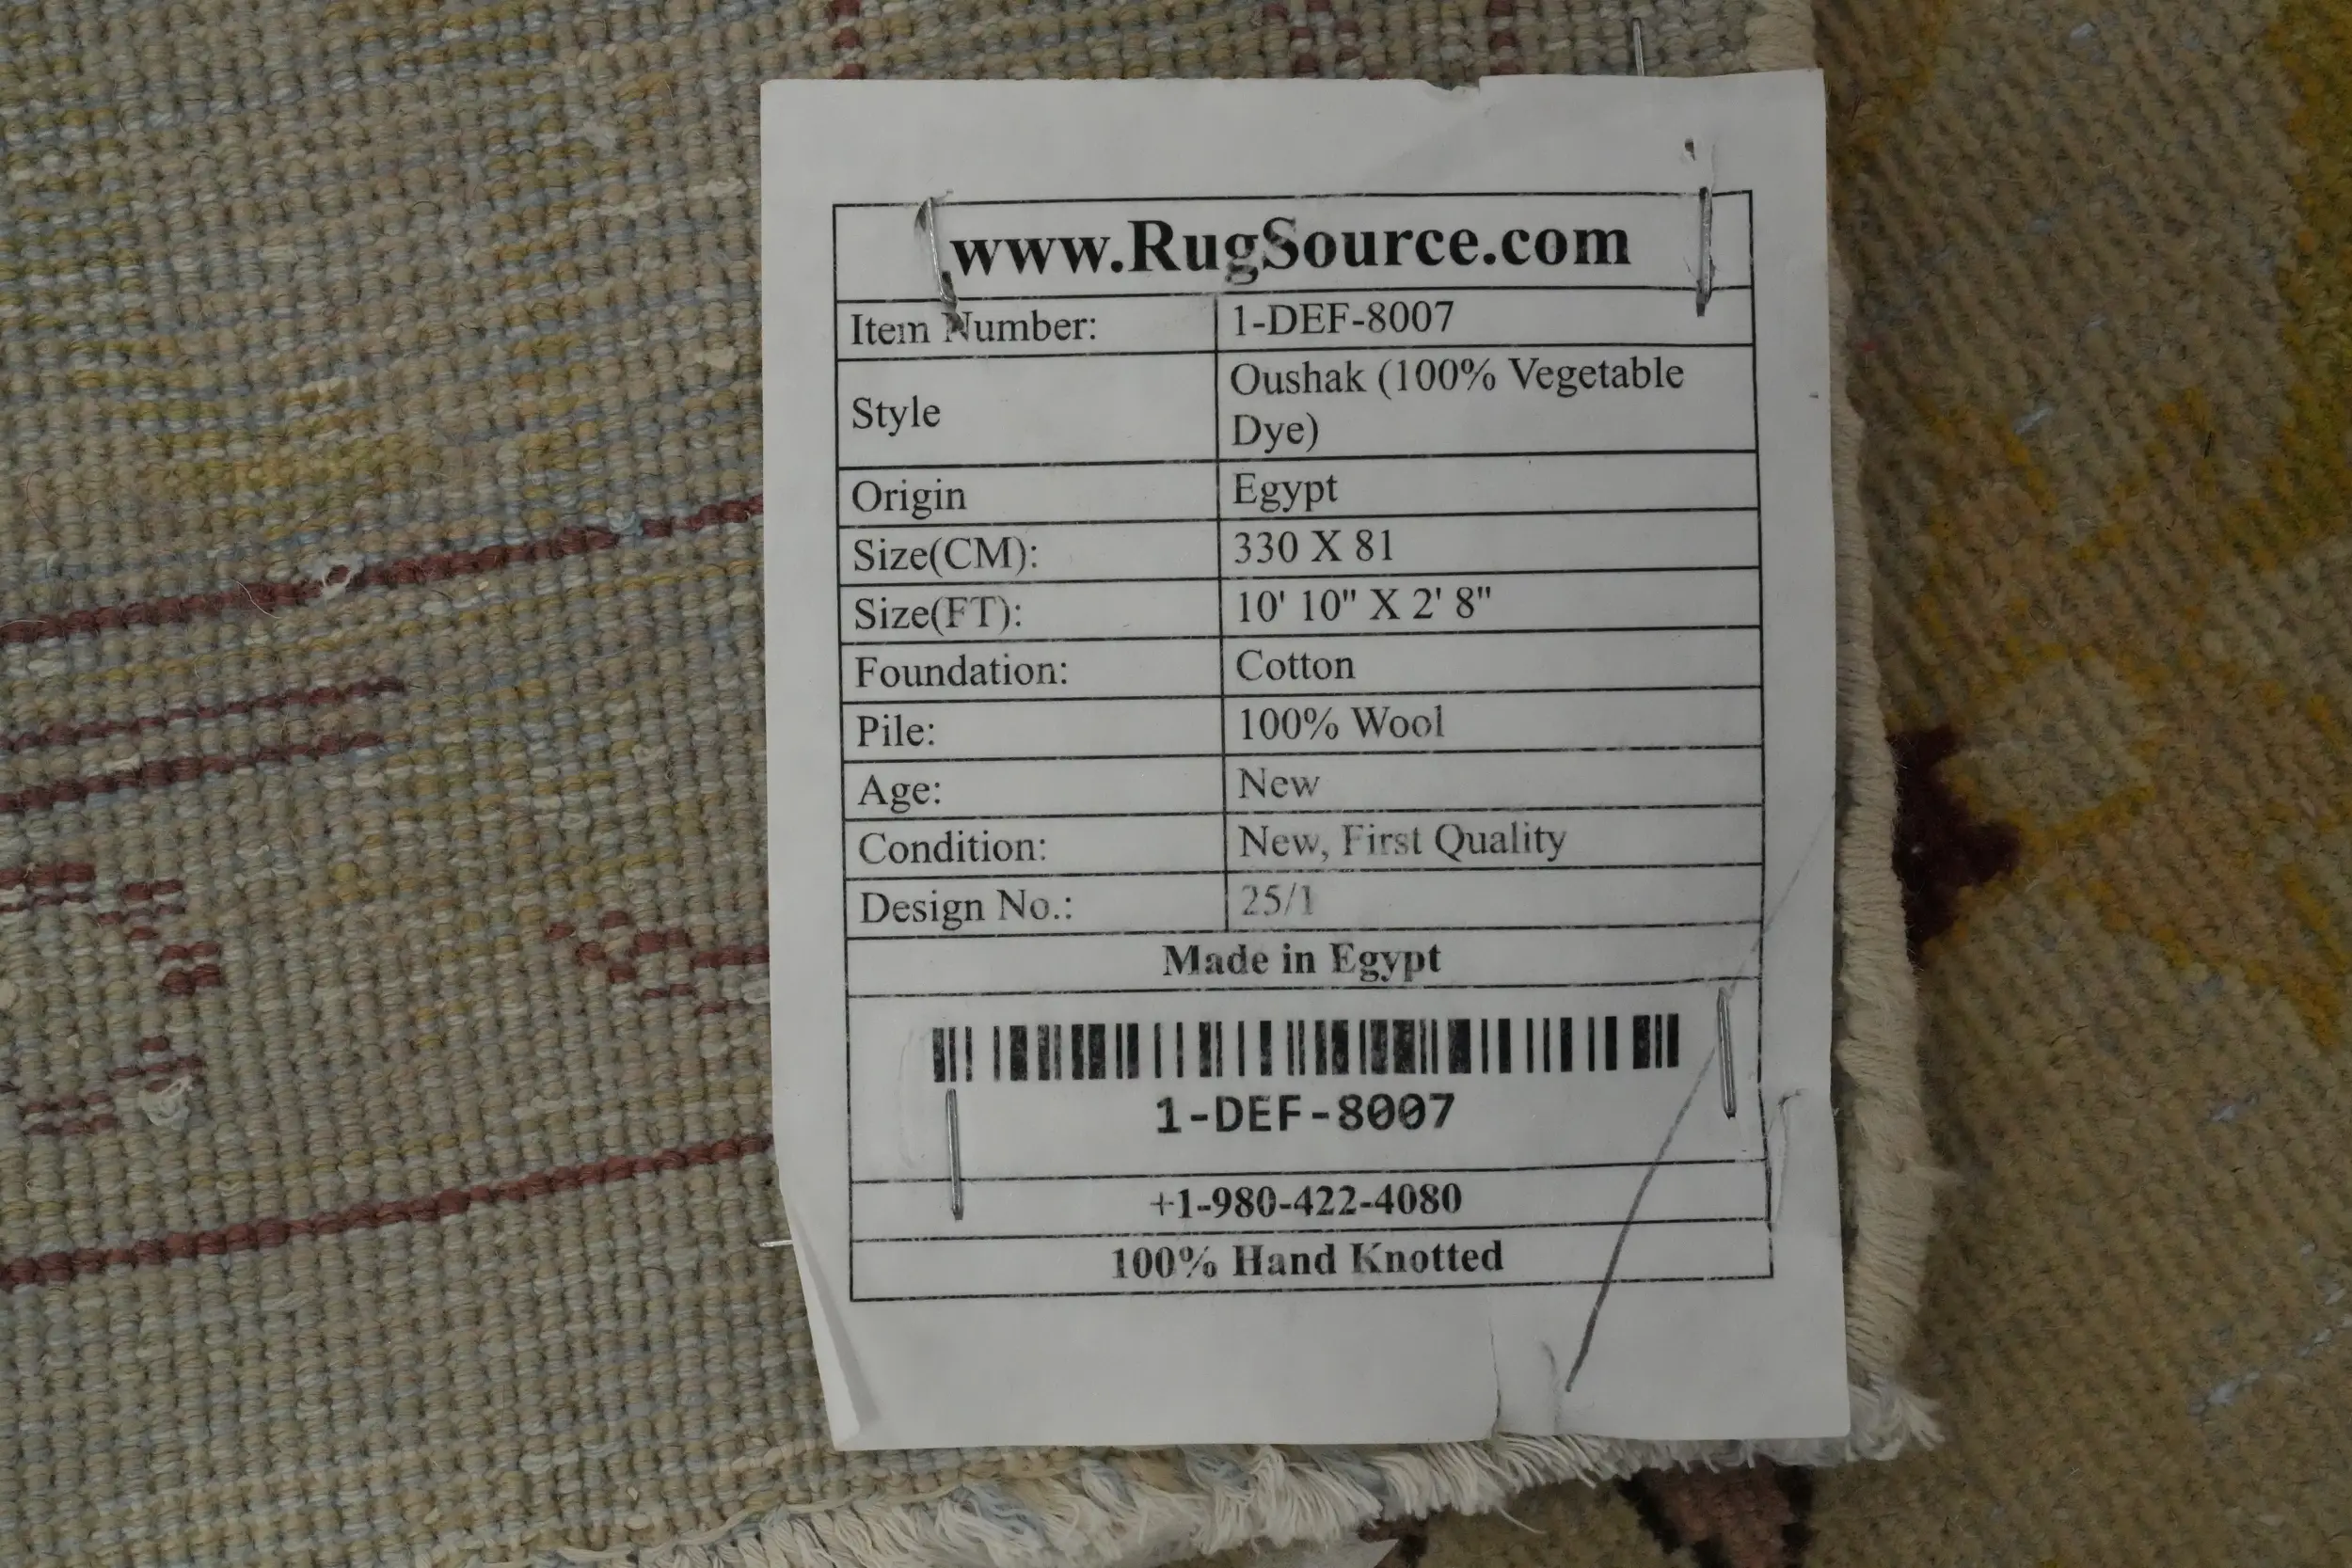 www.RugSource.com
Item Number: 1-DEF-8007
Style Oushak (100% Vegetable
Dye)
Origin Egypt
Size(CM): 330 X 81
Size(FT): 10' 10" X 2' 8"
Foundation: Cotton
Pile: 100% Wool
Age: New
Condition: New, First Quality
Design No.: 25/1
Made in Egypt
1-DEF-8007
+1-980-422-4080
100% Hand Knotted